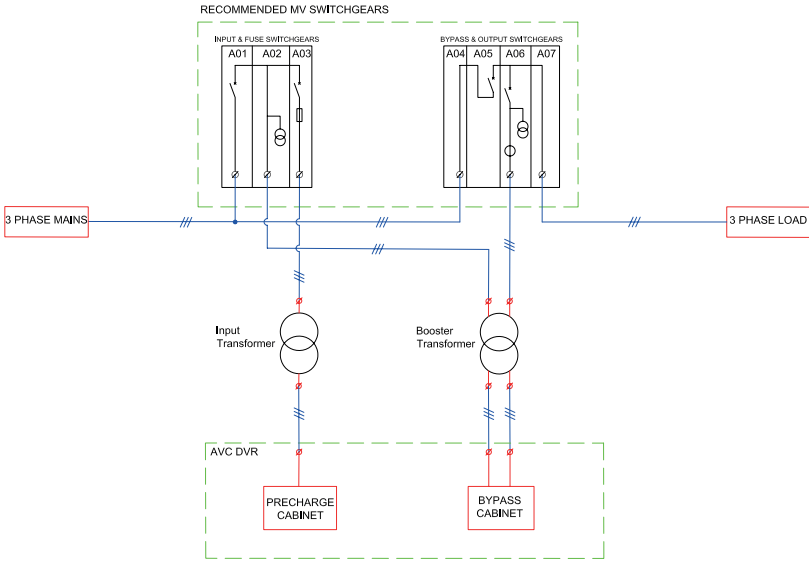 RECOMMENDED MV SWITCHGEARS
INPUT & FUSE SWITCHGEARS
BYPASS & OUTPUT SWITCHGEARS
A01 A02 A03
A04 A05 A06 A07
3 PHASE MAINS
3 PHASE LOAD
Input
Transformer
Booster
Transformer
AVC DVR
PRECHARGE
CABINET
BYPASS
CABINET